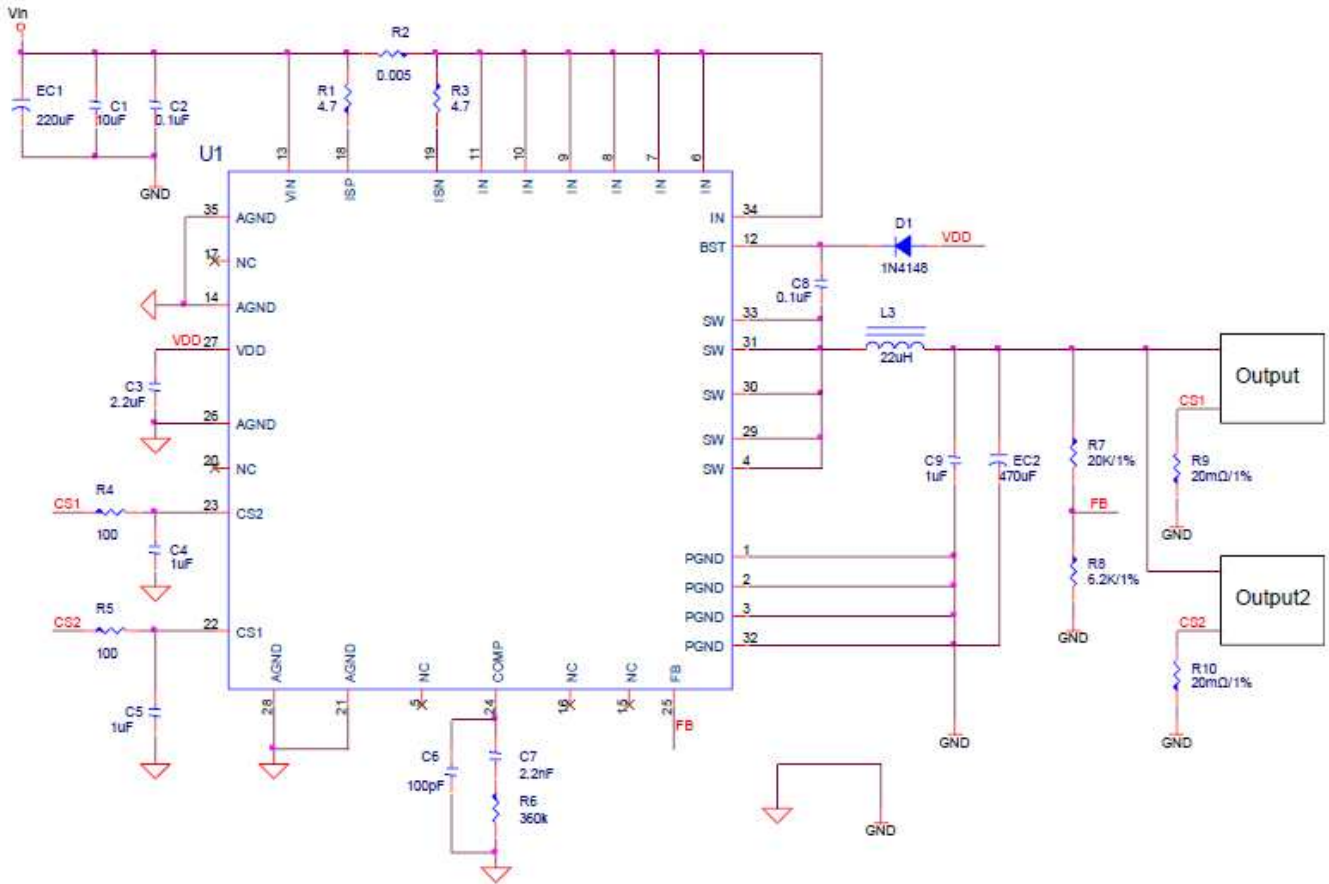 Vin
R2
0.005
EC1
220uF
C1
10uF
C2
0.1uF
R1
4.7
R3
4.7
GND
U1
13
18
19
11
10
9
8
7
6
VIN
ISP
ISN
IN
IN
IN
IN
IN
IN
35
AGND
17
NC
14
AGND
VDD
27
VDD
C3
2.2uF
26
AGND
20
NC
CS1
R4
100
23
CS2
C4
1uF
CS2
R5
100
22
CS1
C5
1uF
IN
34
BST
12
D1
1N4148
VDD
C8
0.1uF
SW
33
SW
31
L3
22uH
SW
30
SW
29
SW
4
C9
1uF
EC2
470uF
R7
20K/1%
FB
R8
6.2K/1%
GND
Output
CS1
R9
20mΩ/1%
GND
Output2
CS2
R10
20mΩ/1%
GND
PGND
1
PGND
2
PGND
3
PGND
32
GND
AGND
AGND
NC
COMP
NC
NC
FB
28
21
5
24
16
15
25
FB
C6
100pF
C7
2.2nF
R6
360k
GND